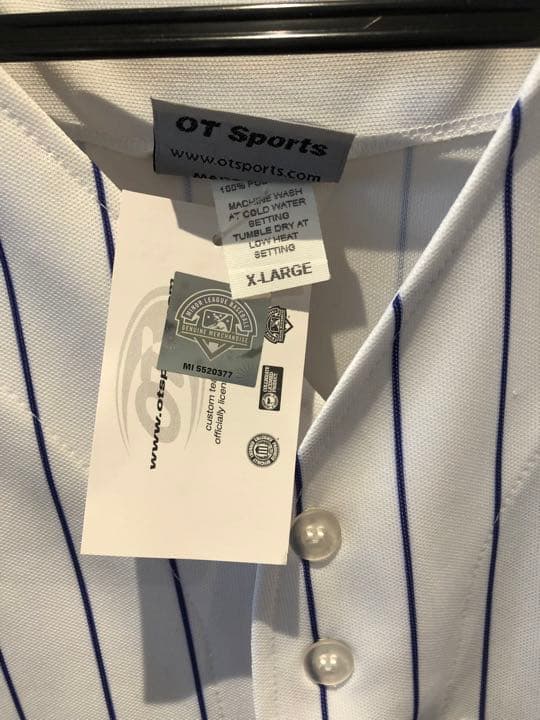 OT Sports
www.otsports.com
100%
MACHINE WASH
AT COLD WATER
SETTING
TUMBLE DRY AT
LOW HEAT
SETTING
X-LARGE
MINOR LEAGUE BASEBALL
GENUINE MERCHANDISE
MI 5520377
www.otsp
custom te
officially licen